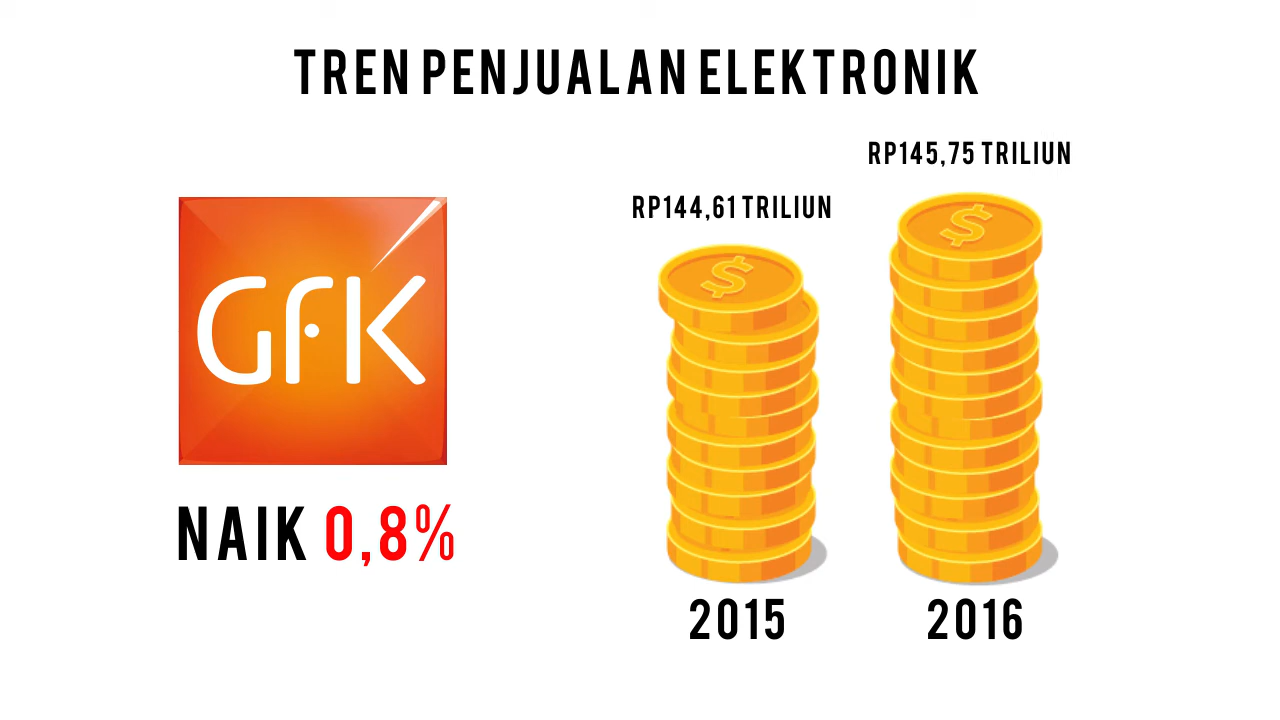 TREN PENJUALAN ELEKTRONIK
RP145,75 TRILIUN
RP144,61 TRILIUN
GfK
NAIK 0,8%
2015
2016